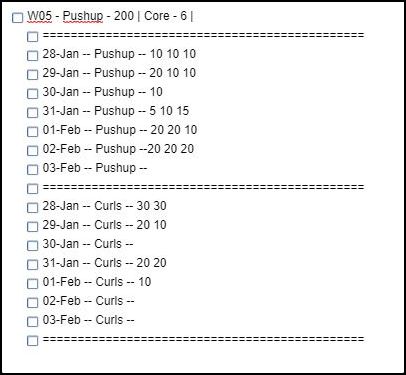 W05 - Pushup - 200 | Core - 6 |
==============================================
28-Jan -- Pushup -- 10 10 10
29-Jan -- Pushup -- 20 10 10
30-Jan -- Pushup -- 10
31-Jan -- Pushup -- 5 10 15
01-Feb -- Pushup -- 20 20 10
02-Feb -- Pushup --20 20 20
03-Feb -- Pushup --
==============================================
28-Jan -- Curls -- 30 30
29-Jan -- Curls -- 20 10
30-Jan -- Curls --
31-Jan -- Curls -- 20 20
01-Feb -- Curls -- 10
02-Feb -- Curls --
03-Feb -- Curls --
==============================================